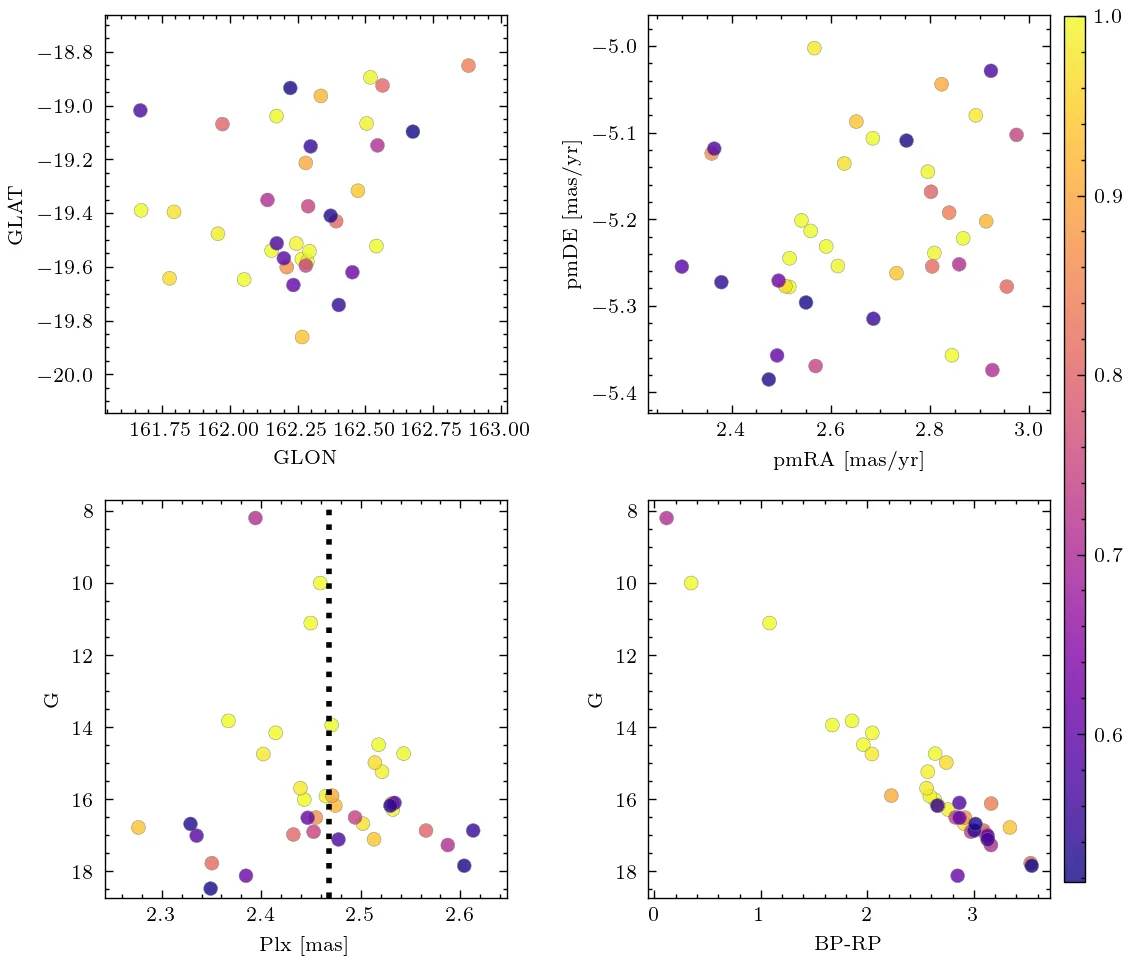 −18.8
−19.0
−19.2
−19.4
−19.6
−19.8
−20.0
GLAT
161.75 162.00 162.25 162.50 162.75 163.00
GLON
−5.0
−5.1
−5.2
−5.3
−5.4
pmDE [mas/yr]
2.4 2.6 2.8 3.0
pmRA [mas/yr]
1.0
0.9
0.8
0.7
0.6
8
10
12
14
16
18
G
2.3 2.4 2.5 2.6
Plx [mas]
8
10
12
14
16
18
G
0 1 2 3
BP-RP